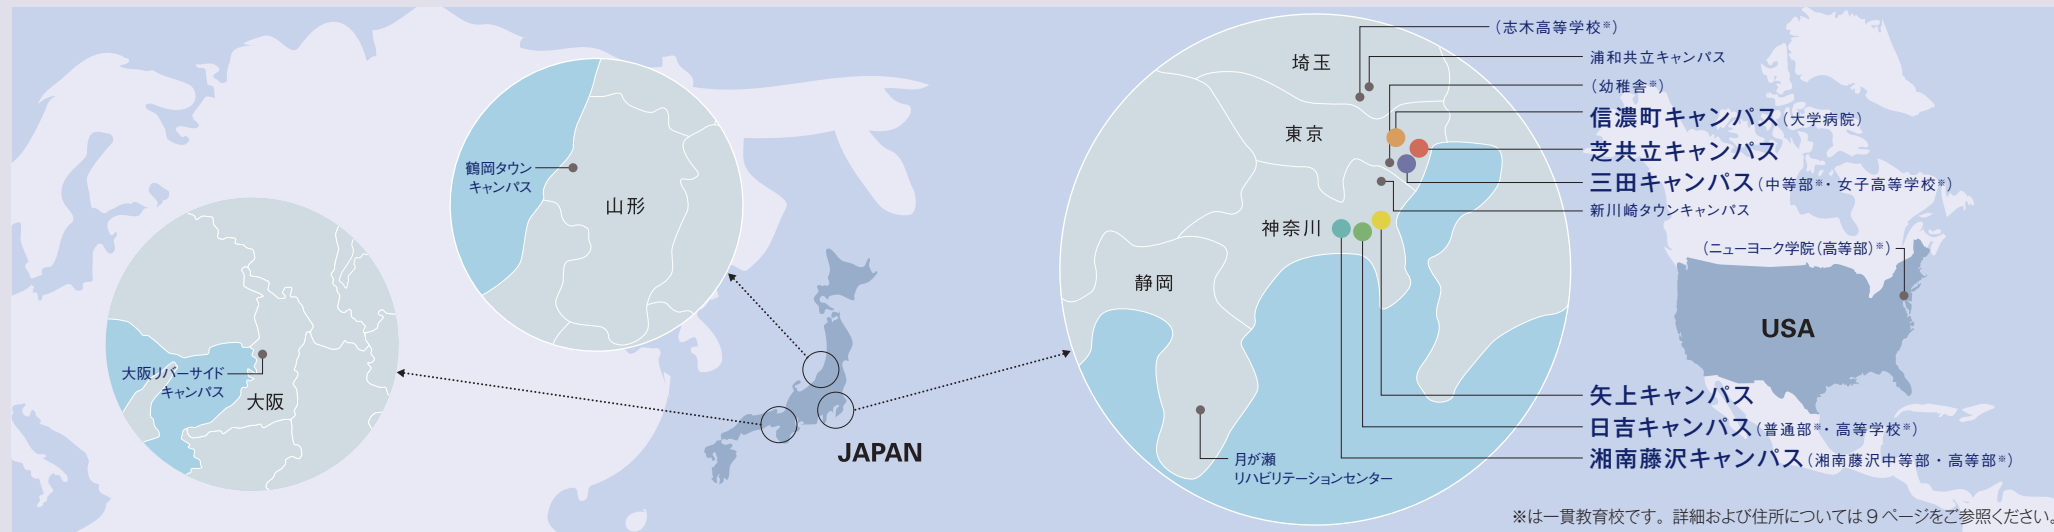 (志木高等学校※)
浦和共立キャンパス
(幼稚舎※)
信濃町キャンパス(大学病院)
芝共立キャンパス
三田キャンパス(中等部※・女子高等学校※)
新川崎タウンキャンパス
埼玉
東京
神奈川
静岡
鶴岡タウン
キャンパス
山形
大阪リバーサイド
キャンパス
大阪
JAPAN
月が瀬
リハビリテーションセンター
矢上キャンパス
日吉キャンパス(普通部※・高等学校※)
湘南藤沢キャンパス(湘南藤沢中等部・高等部※)
(ニューヨーク学院(高等部)※)
USA
※は一貫教育校です。詳細および住所については9ページをご参照ください。